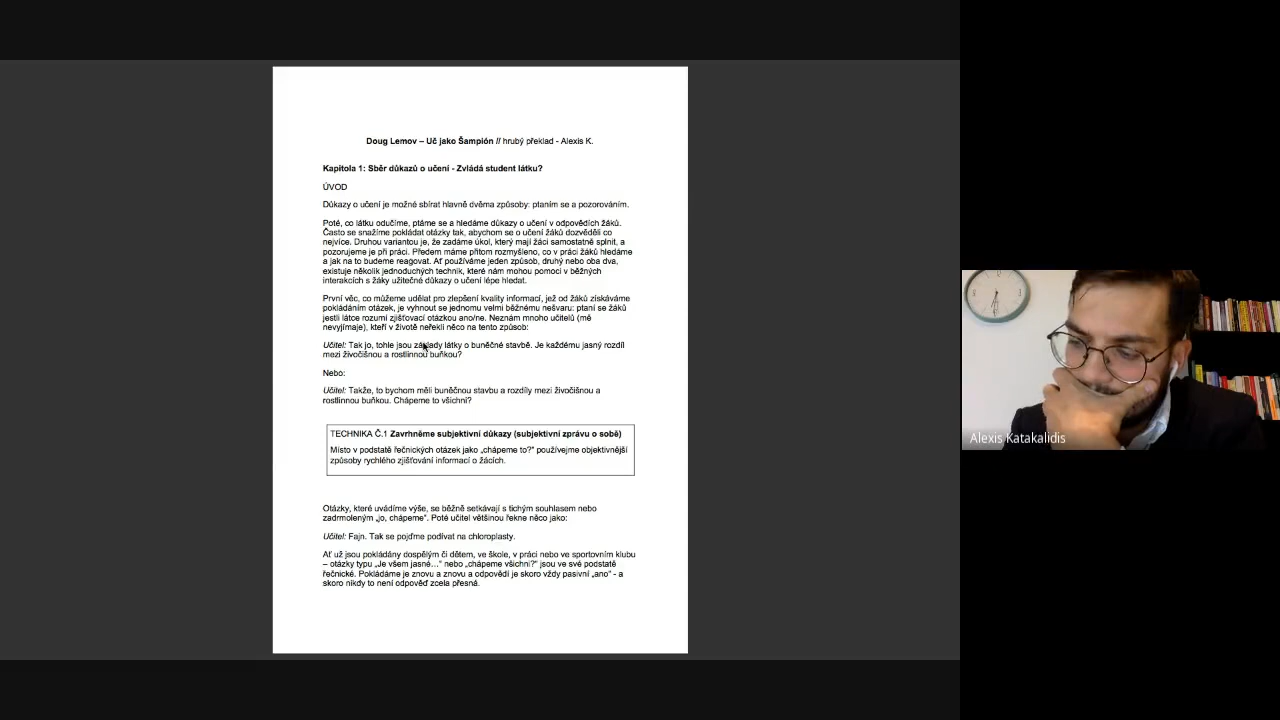 Doug Lemov – Uč jako Šampión // hrubý překlad - Alexis K.
Kapitola 1: Sběr důkazů o učení - Zvládá student látku?
ÚVOD
Důkazy o učení je možné sbírat hlavně dvěma způsoby: ptaním se a pozorováním.
Poté, co látku odučíme, ptáme se a hledáme důkazy o učení v odpovědích žáků.
Často se snažíme pokládat otázky tak, abychom se o učení žáků dozvěděli co
nejvíce. Druhou variantou je, že zadáme úkol, který mají žáci samostatně splnit, a
pozorujeme je při práci. Předem máme přitom rozmyšleno, co v práci žáků hledáme
a jak na to budeme reagovat. Ať používáme jeden způsob, druhý nebo oba dva,
existuje několik jednoduchých technik, které nám mohou pomoci v běžných
interakcích s žáky užitečné důkazy o učení lépe hledat.
První věc, co můžeme udělat pro zlepšení kvality informací, jež od žáků získáváme
pokládáním otázek, je vyhnout se jednomu velmi běžnému nešvaru: ptaní se žáků
jestli látce rozumí zjišťovací otázkou ano/ne. Neznám mnoho učitelů (mě
nevyjímaje), kteří v životě neřekli něco na tento způsob:
Učitel: Tak jo, tohle jsou základy látky o buněčné stavbě. Je každému jasný rozdíl
mezi živočišnou a rostlinnou buňkou?
Nebo:
Učitel: Takže, to bychom měli buněčnou stavbu a rozdíly mezi živočišnou a
rostlinnou buňkou. Chápeme to všichni?
TECHNIKA Č.1 Zavrhněme subjektivní důkazy (subjektivní zprávu o sobě)
Místo v podstatě řečnických otázek jako „chápeme to?" používejme objektivnější
způsoby rychlého zjišťování informací o žácích.
Otázky, které uvádíme výše, se běžně setkávají s tichým souhlasem nebo
zadrmoleným „jo, chápeme". Poté učitel většinou řekne něco jako:
Učitel: Fajn. Tak se pojďme podívat na chloroplasty.
Ať už jsou pokládány dospělým či dětem, ve škole, v práci nebo ve sportovním klubu
– otázky typu „Je všem jasné…" nebo „chápeme všichni?" jsou ve své podstatě
řečnické. Pokládáme je znovu a znovu a odpovědí je skoro vždy pasivní „ano" - a
skoro nikdy to není odpověď zcela přesná.
Alexis Katakalidis